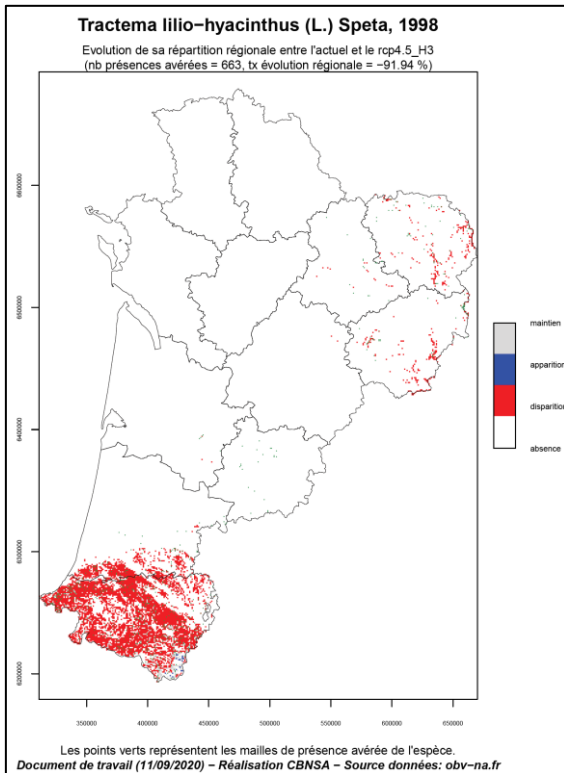 Tractema lilio−hyacinthus (L.) Speta, 1998
Evolution de sa répartition régionale entre l'actuel et le rcp4.5_H3
(nb présences avérées = 663, tx évolution régionale = −91.94 %)
6600000
6500000
6400000
6300000
6200000
maintien
apparition
disparition
absence
350000 400000 450000 500000 550000 600000 650000
Les points verts représentent les mailles de présence avérée de l'espèce.
Document de travail (11/09/2020) − Réalisation CBNSA − Source données: obv−na.fr